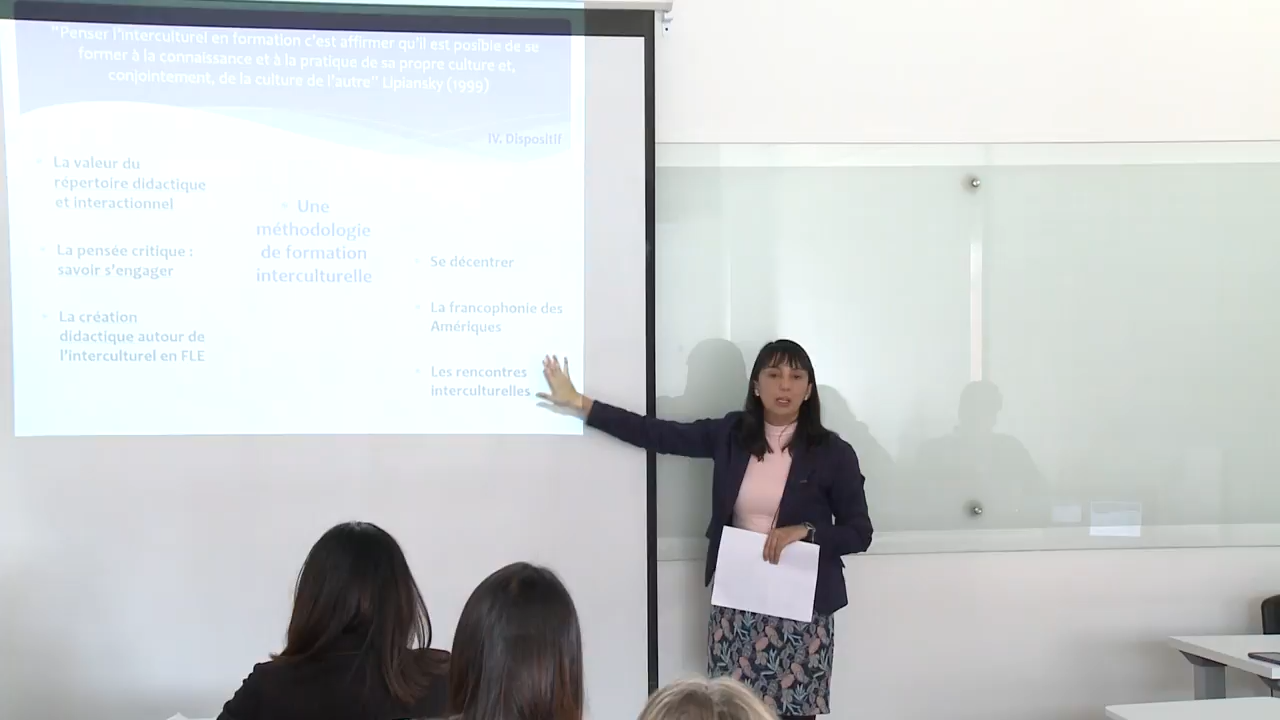 "Penser l'interculturel en formation c'est affirmer qu'il est posible de se
former à la connaissance et à la pratique de sa propre culture et,
conjointement, de la culture de l'autre" Lipiansky (1999)
IV. Dispositif
La valeur du
répertoire didactique
et interactionnel
La pensée critique :
savoir s'engager
La création
didactique autour de
l'interculturel en FLE
Une
méthodologie
de formation
interculturelle
Se décentrer
La francophonie des
Amériques
Les rencontres
interculturelles